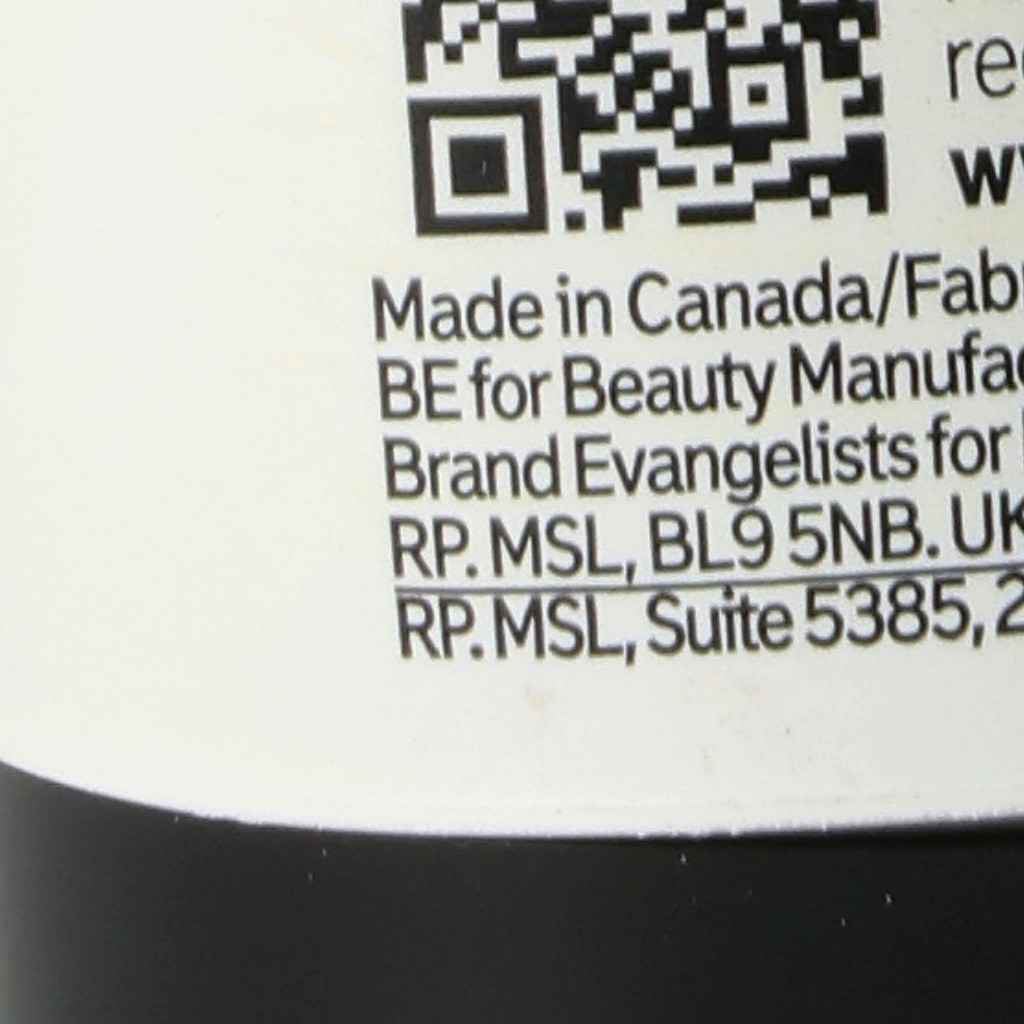 re
w
Made in Canada/Fab
BE for Beauty Manufa
Brand Evangelists for
RP. MSL, BL9 5NB. UK
RP. MSL, Suite 5385, 2